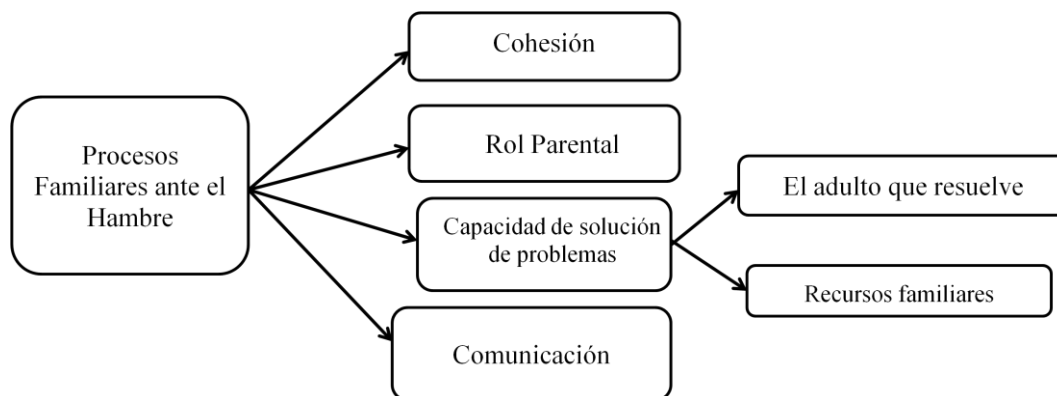 Cohesión
Rol Parental
Procesos
Familiares ante el
Hambre
El adulto que resuelve
Capacidad de solución
de problemas
Recursos familiares
Comunicación